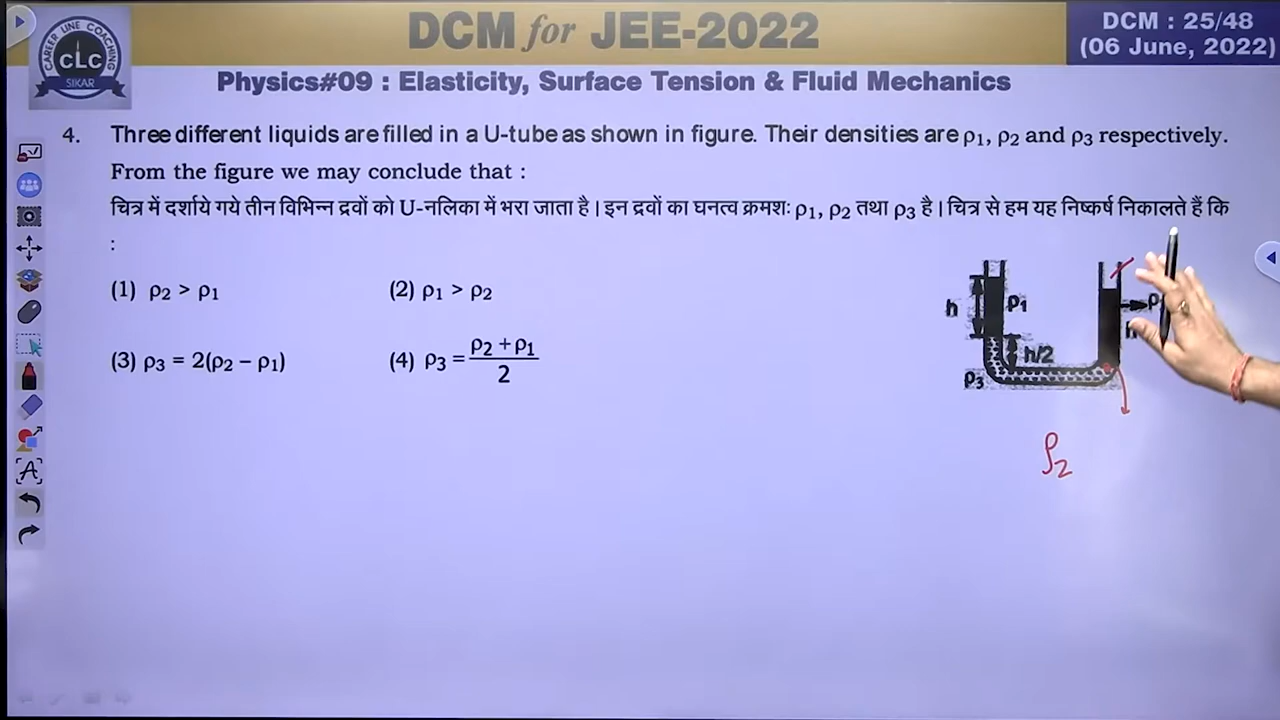 DCM for JEE-2022
DCM : 25/48
(06 June, 2022)
CAREER LINE COACHING
CLC
SIKAR
Physics#09 : Elasticity, Surface Tension & Fluid Mechanics
4. Three different liquids are filled in a U-tube as shown in figure. Their densities are ρ1, ρ2 and ρ3 respectively.
From the figure we may conclude that :
चित्र में दर्शाये गये तीन विभिन्न द्रवों को U-नलिका में भरा जाता है। इन द्रवों का घनत्व क्रमशः ρ1, ρ2 तथा ρ3 है। चित्र से हम यह निष्कर्ष निकालते हैं कि
:
(1) ρ2 > ρ1
(2) ρ1 > ρ2
(3) ρ3 = 2(ρ2 − ρ1)
(4) ρ3 = (ρ2 + ρ1)/2
h
ρ1
ρ
h
h/2
ρ3
ρ2